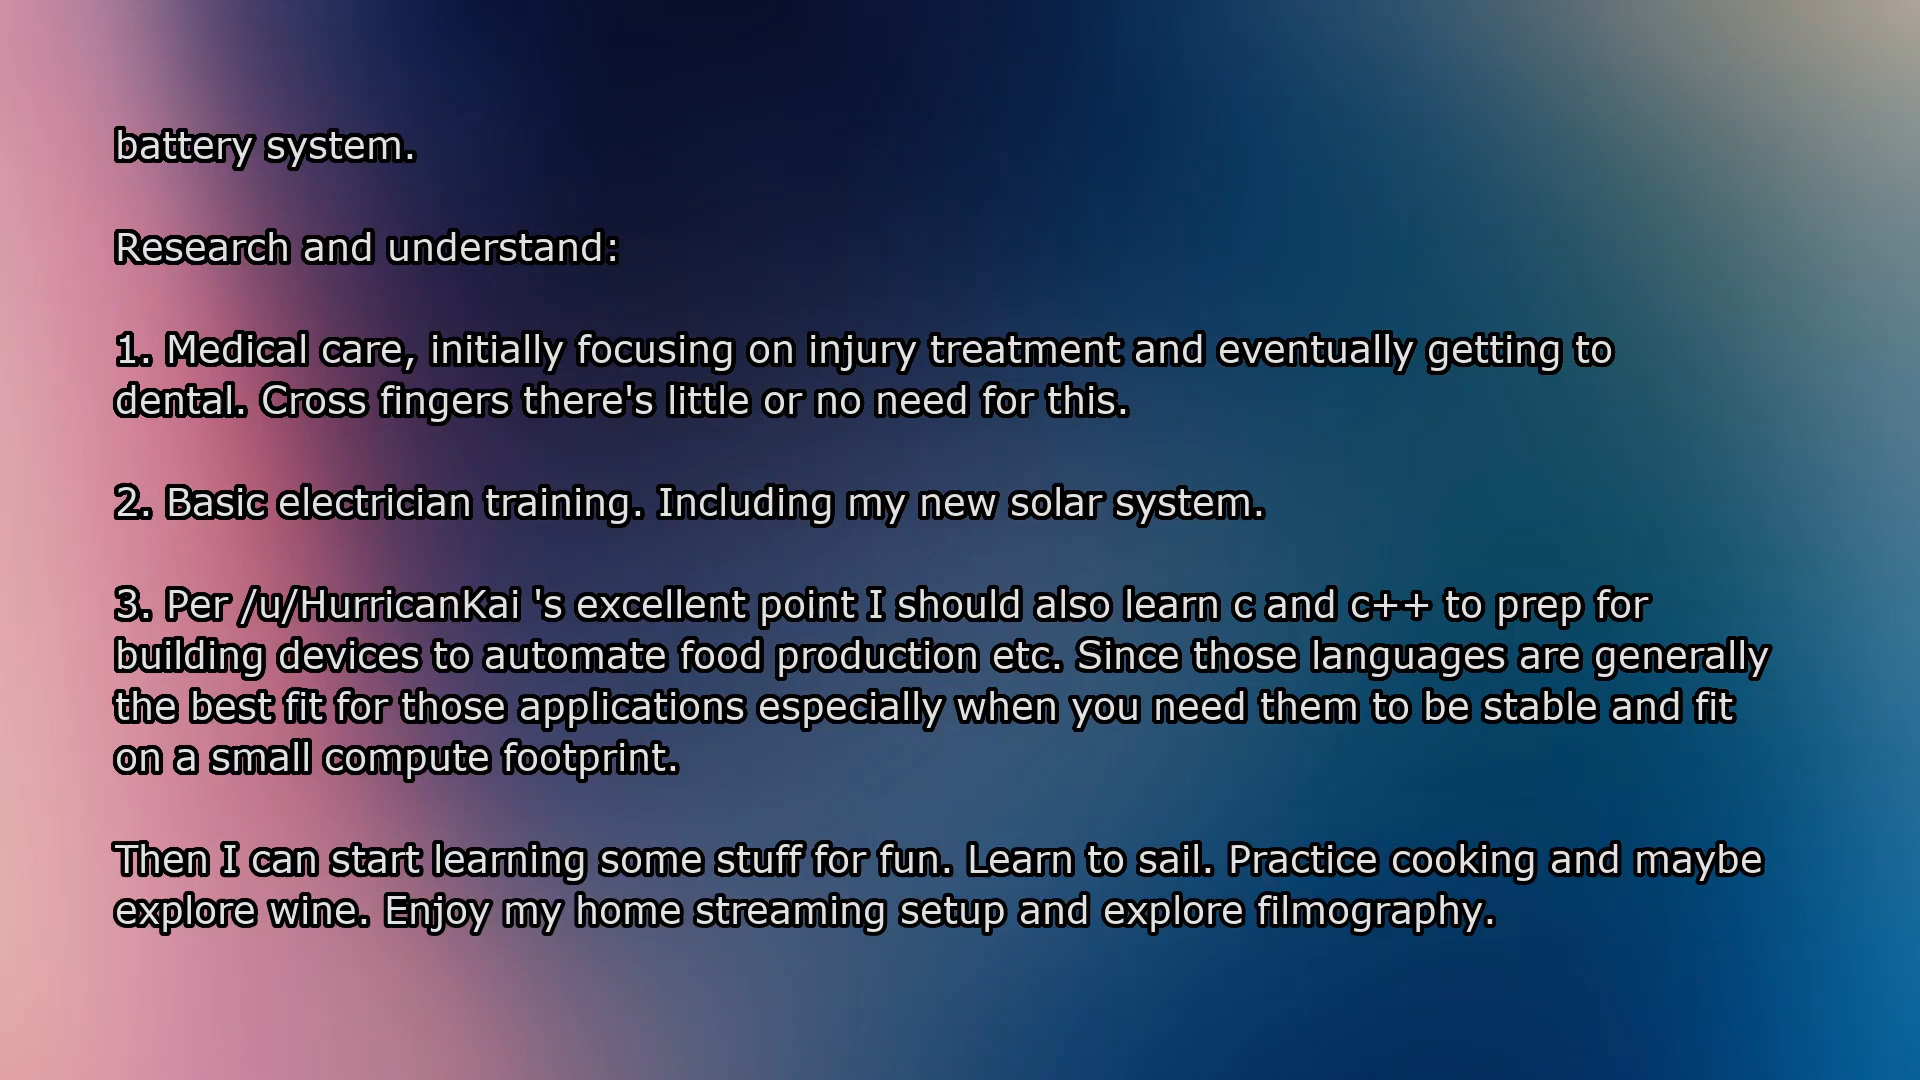 battery system.
Research and understand:
1. Medical care, initially focusing on injury treatment and eventually getting to
dental. Cross fingers there's little or no need for this.
2. Basic electrician training. Including my new solar system.
3. Per /u/HurricanKai 's excellent point I should also learn c and c++ to prep for
building devices to automate food production etc. Since those languages are generally
the best fit for those applications especially when you need them to be stable and fit
on a small compute footprint.
Then I can start learning some stuff for fun. Learn to sail. Practice cooking and maybe
explore wine. Enjoy my home streaming setup and explore filmography.